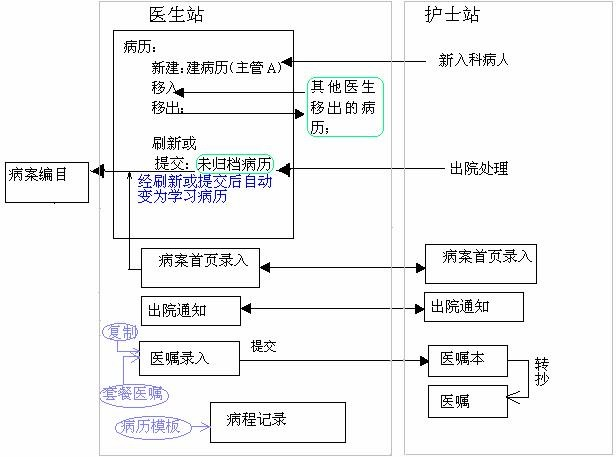 医生站
护士站
病历：
新建：建病历（主管A）
新入科病人
移入
移出：
其他医生
移出的病
历；
刷新或
提交：未归档病历
出院处理
病案编目
经刷新或提交后自动
变为学习病历
病案首页录入
病案首页录入
出院通知
出院通知
复制
医嘱录入
提交
医嘱本
转
抄
套餐医嘱
医嘱
病历模板
病程记录